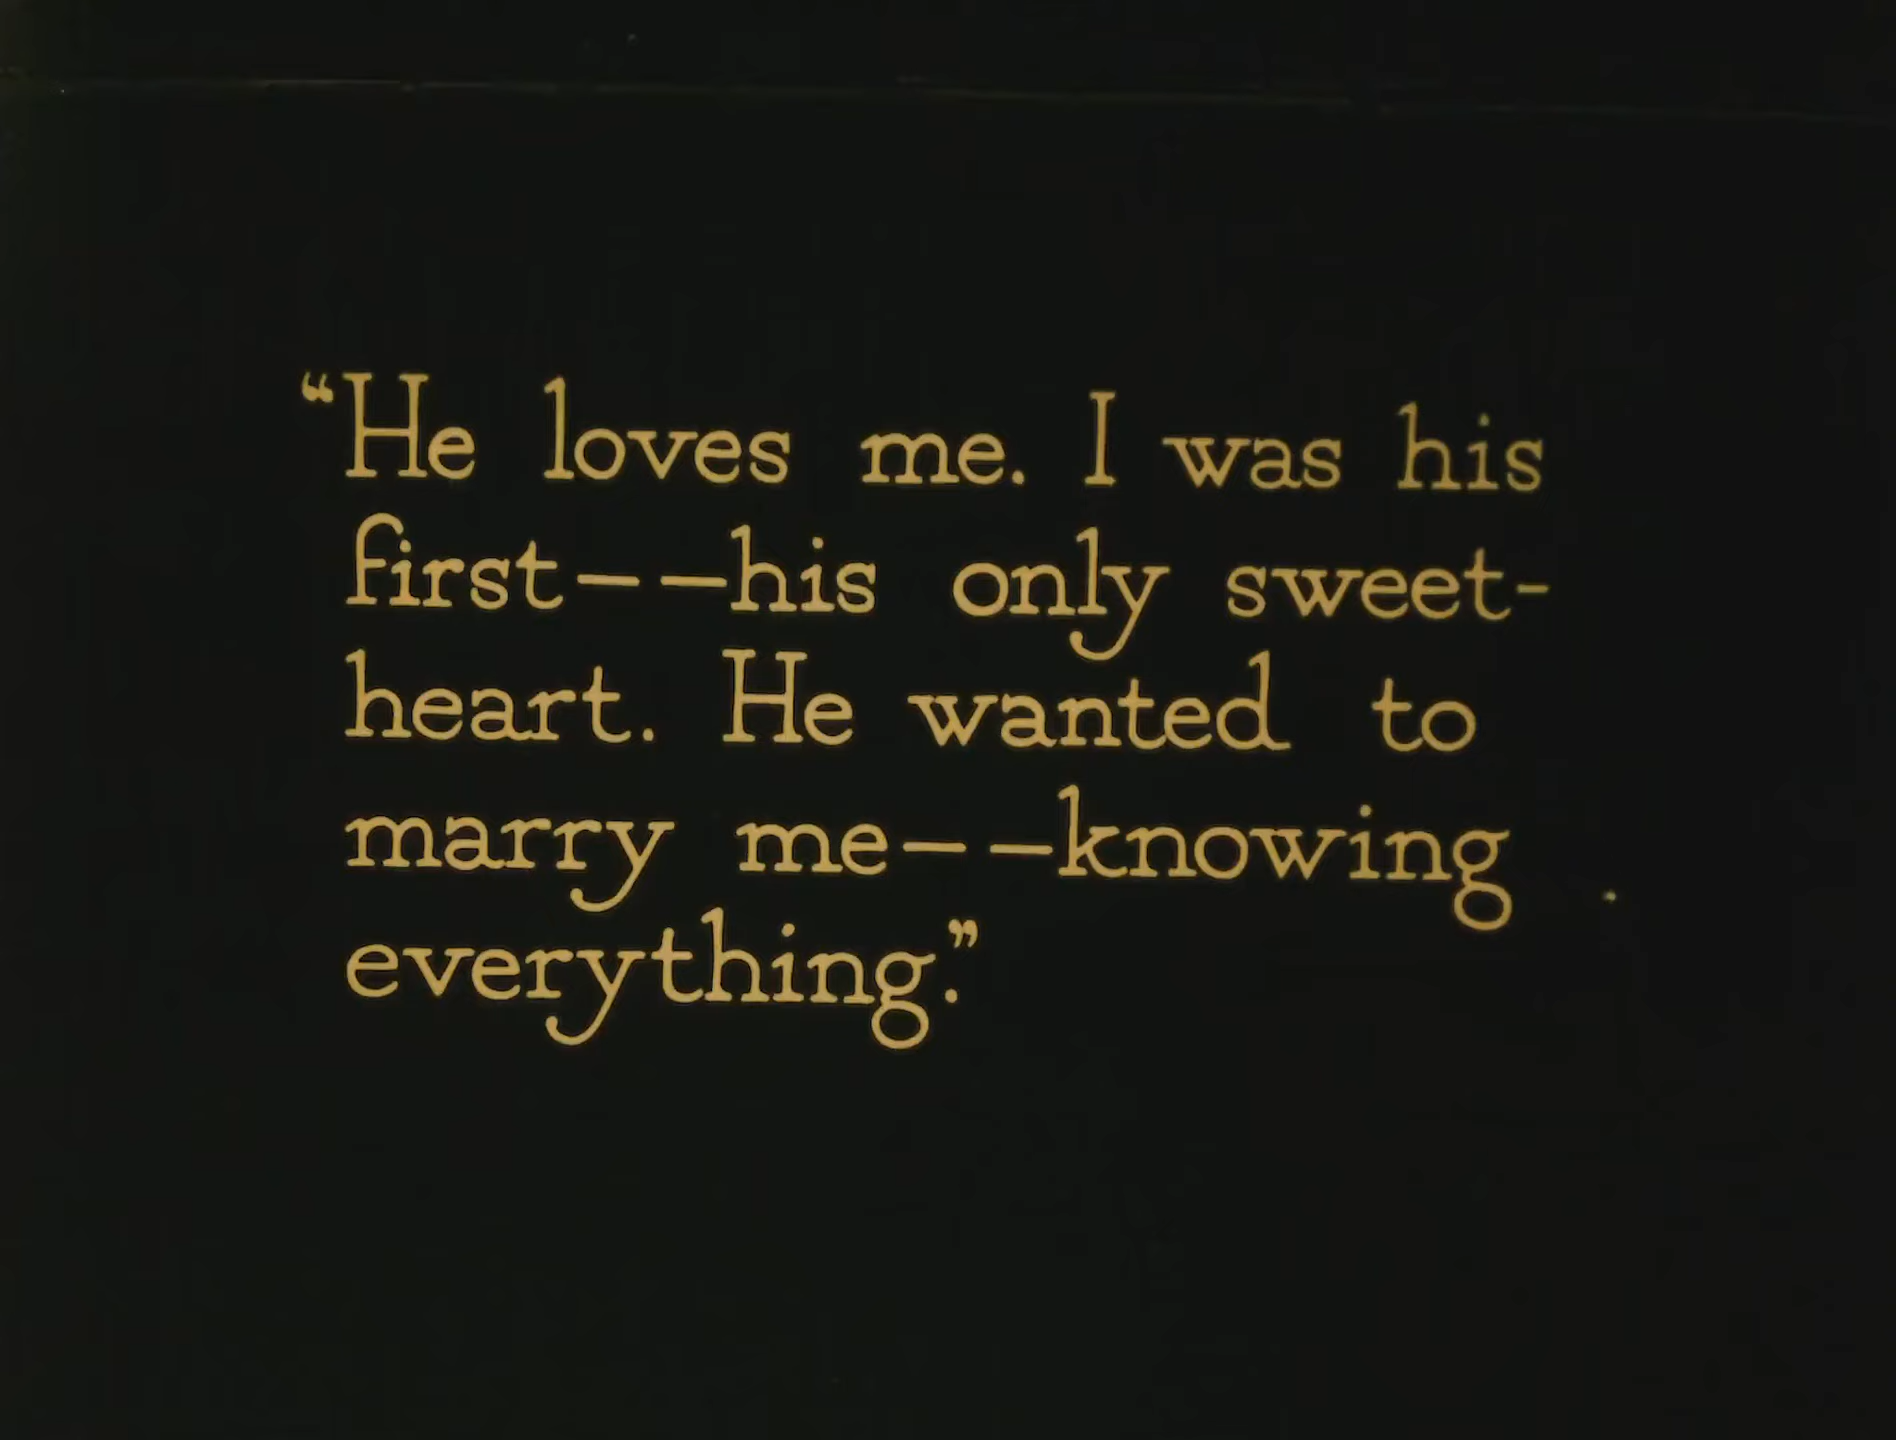 “He loves me. I was his
first--his only sweet-
heart. He wanted to
marry me--knowing
everything.”